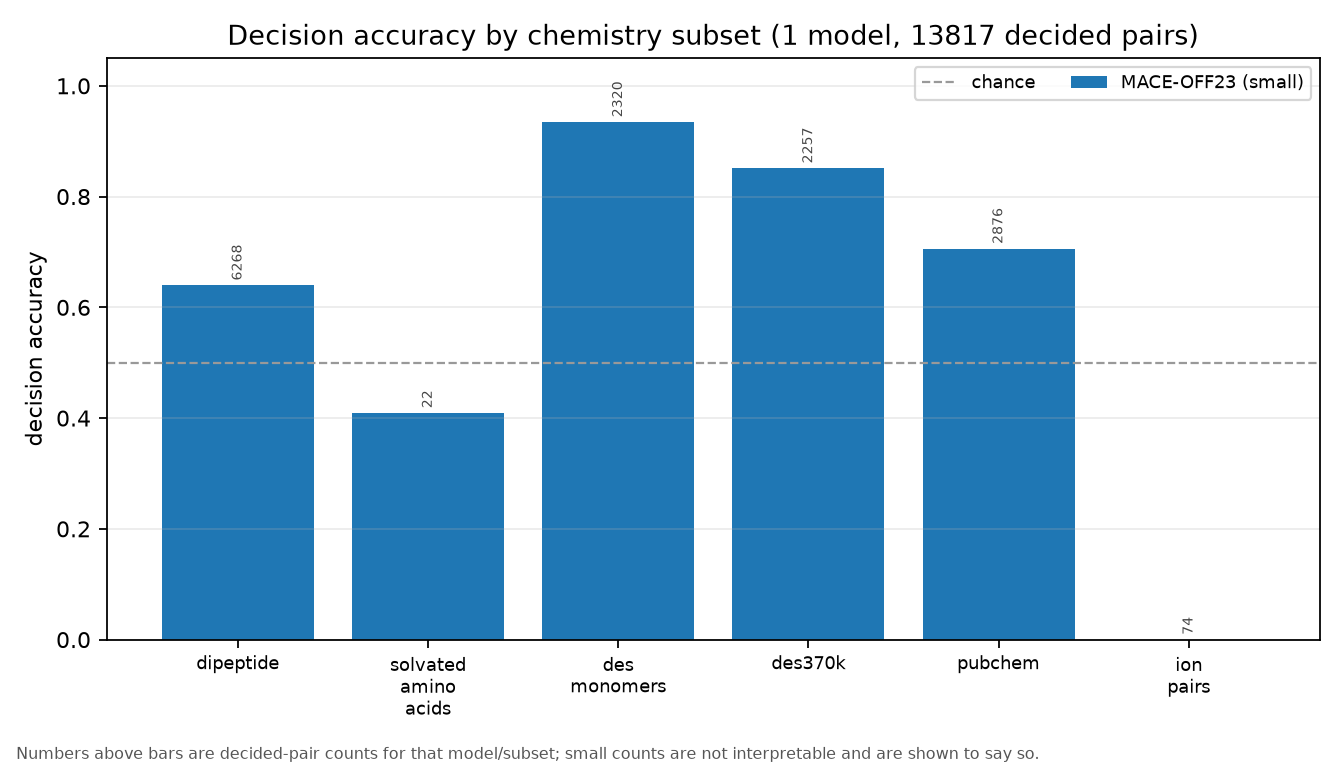 Decision accuracy by chemistry subset (1 model, 13817 decided pairs)
chance
MACE-OFF23 (small)
decision accuracy
1.0
0.8
0.6
0.4
0.2
0.0
6268
22
2320
2257
2876
74
dipeptide
solvated
amino
acids
des
monomers
des370k
pubchem
ion
pairs
Numbers above bars are decided-pair counts for that model/subset; small counts are not interpretable and are shown to say so.